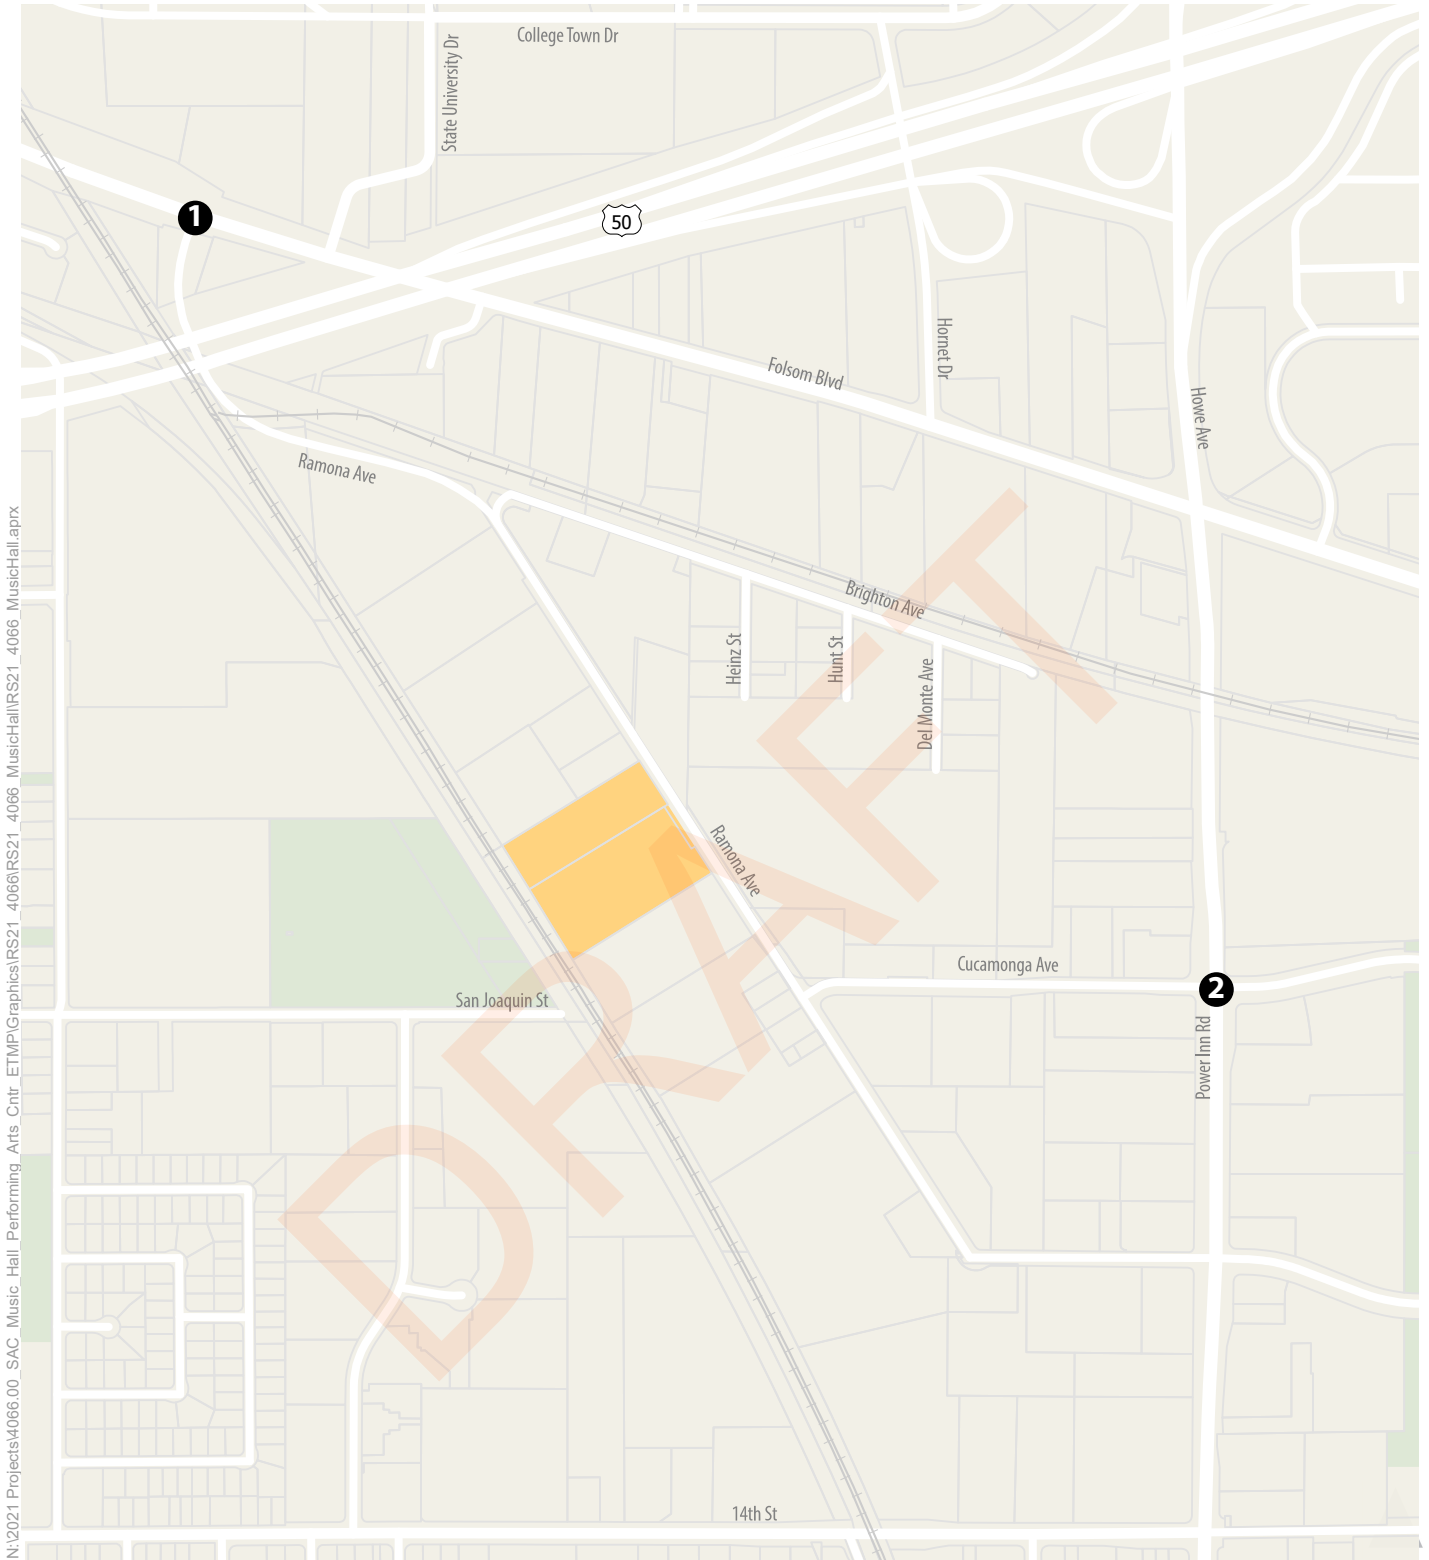 College Town Dr
State University Dr
1
50
Hornet Dr
Folsom Blvd
Howe Ave
Ramona Ave
Brighton Ave
Heinz St
Hunt St
Del Monte Ave
Ramona Ave
Cucamonga Ave
2
San Joaquin St
Power Inn Rd
14th St
DRAFT
N:\2021 Projects\4066.00_SAC_Music_Hall_Performing_Arts_Cntr_ETMP\Graphics\RS21_4066\RS21_4066_MusicHall\RS21_4066_MusicHall.aprx